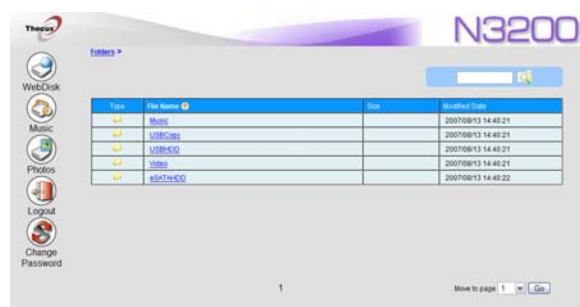 Thecus
N3200
Folders >
WebDisk
Music
Photos
Logout
Change
Password
Type File Name Size Modified Date
Music 2007/08/13 14:40:21
USBCopy 2007/08/13 14:40:21
USBHDD 2007/08/13 14:40:21
Video 2007/08/13 14:40:21
eSATAHDD 2007/08/13 14:40:22
1
Move to page 1 Go